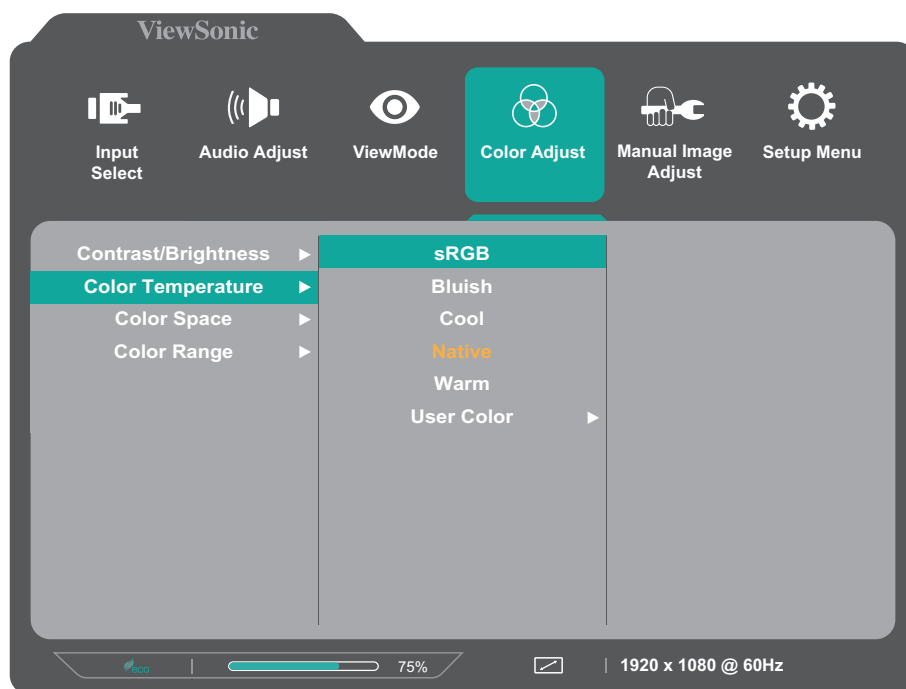 ViewSonic
Input
Select
Audio Adjust
ViewMode
Color Adjust
Manual Image
Adjust
Setup Menu
Contrast/Brightness
Color Temperature
Color Space
Color Range
sRGB
Bluish
Cool
Native
Warm
User Color
eco
75%
1920 x 1080 @ 60Hz